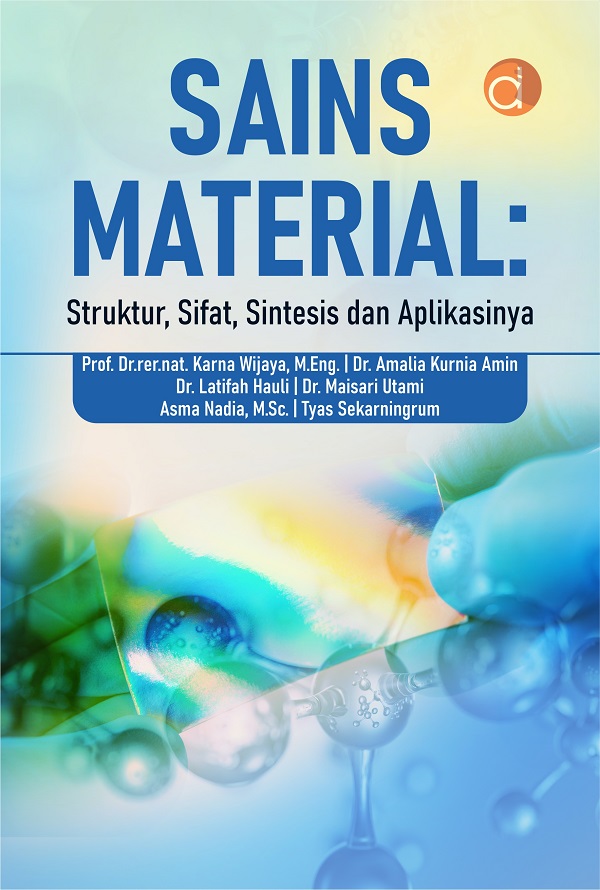 SAINS
MATERIAL:
Struktur, Sifat, Sintesis dan Aplikasinya
Prof. Dr.rer.nat. Karna Wijaya, M.Eng. | Dr. Amalia Kurnia Amin
Dr. Latifah Hauli | Dr. Maisari Utami
Asma Nadia, M.Sc. | Tyas Sekarningrum